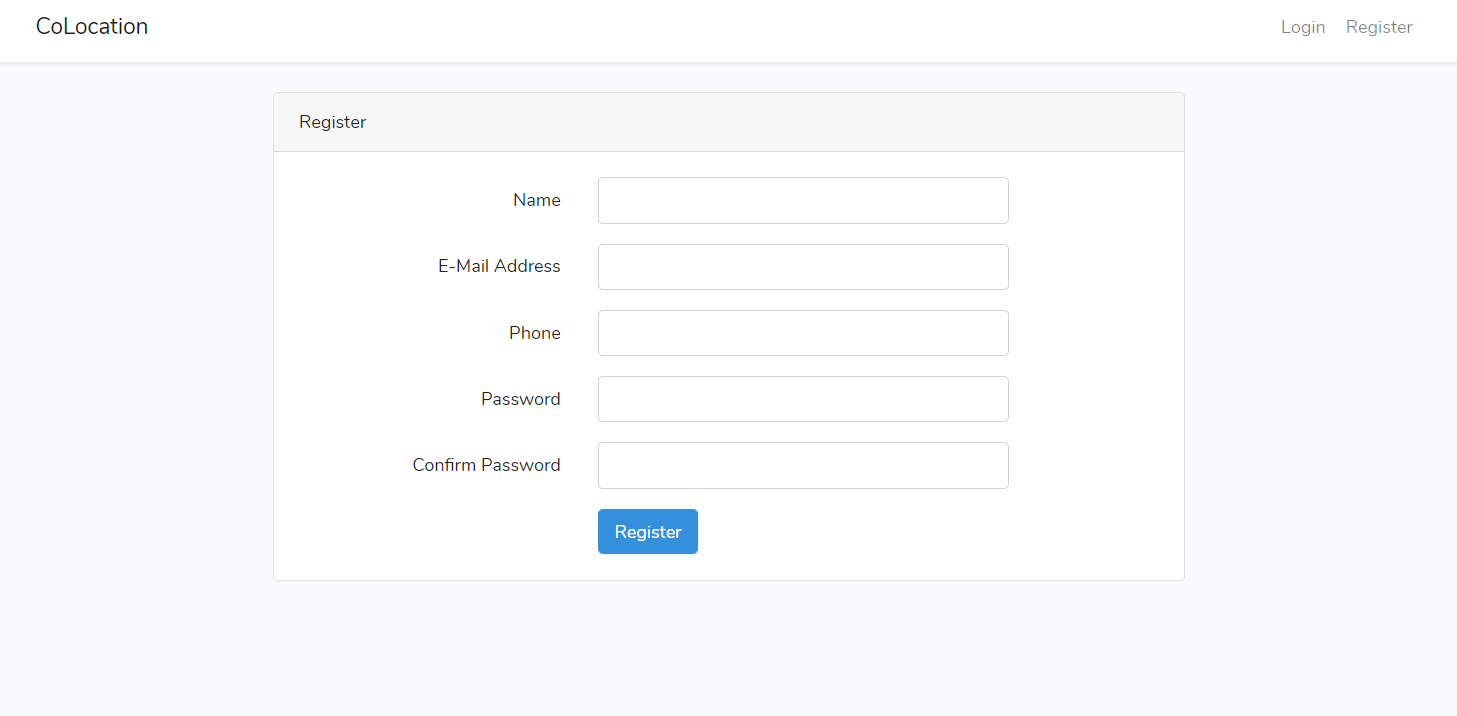 CoLocation
Login Register
Register
Name
E-Mail Address
Phone
Password
Confirm Password
Register